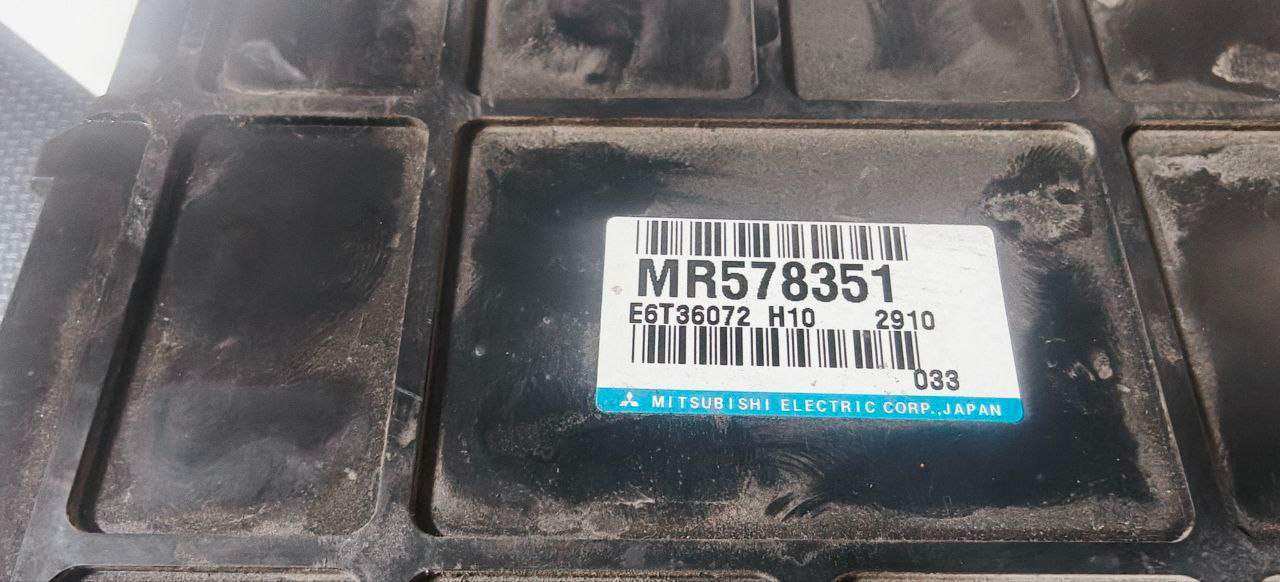 MR578351
E6T36072 H10 2910
033
MITSUBISHI ELECTRIC CORP.,JAPAN